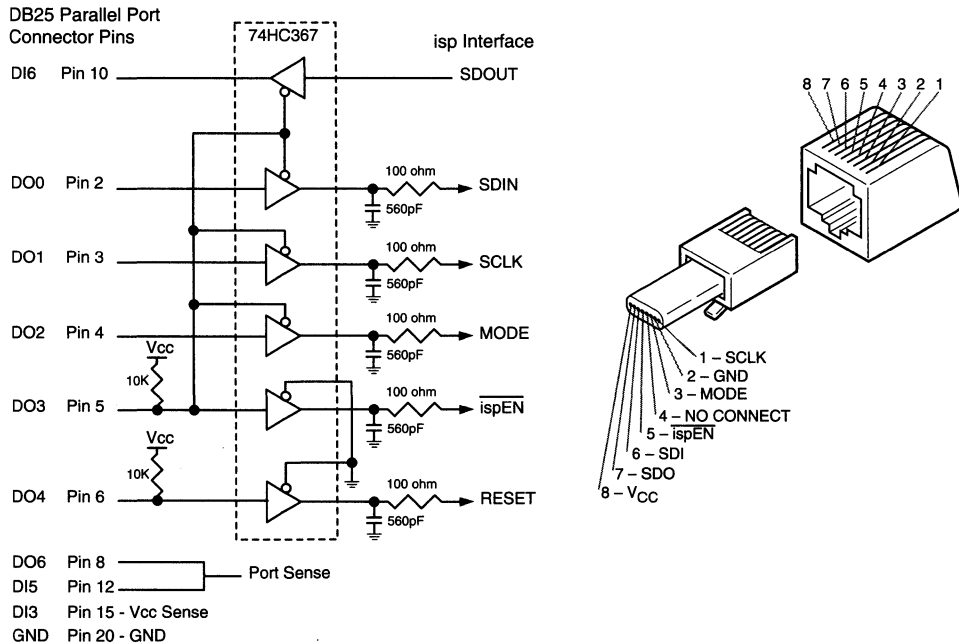 DB25 Parallel Port
Connector Pins
74HC367
isp Interface
DI6 Pin 10
SDOUT
DO0 Pin 2
100 ohm
SDIN
560pF
DO1 Pin 3
100 ohm
SCLK
560pF
DO2 Pin 4
100 ohm
MODE
560pF
Vcc
10K
DO3 Pin 5
100 ohm
ispEN
560pF
Vcc
10K
DO4 Pin 6
100 ohm
RESET
560pF
DO6 Pin 8
Port Sense
DI5 Pin 12
DI3 Pin 15 - Vcc Sense
GND Pin 20 - GND
8 7 6 5 4 3 2 1
1 – SCLK
2 – GND
3 – MODE
4 – NO CONNECT
5 – ispEN
6 – SDI
7 – SDO
8 – VCC